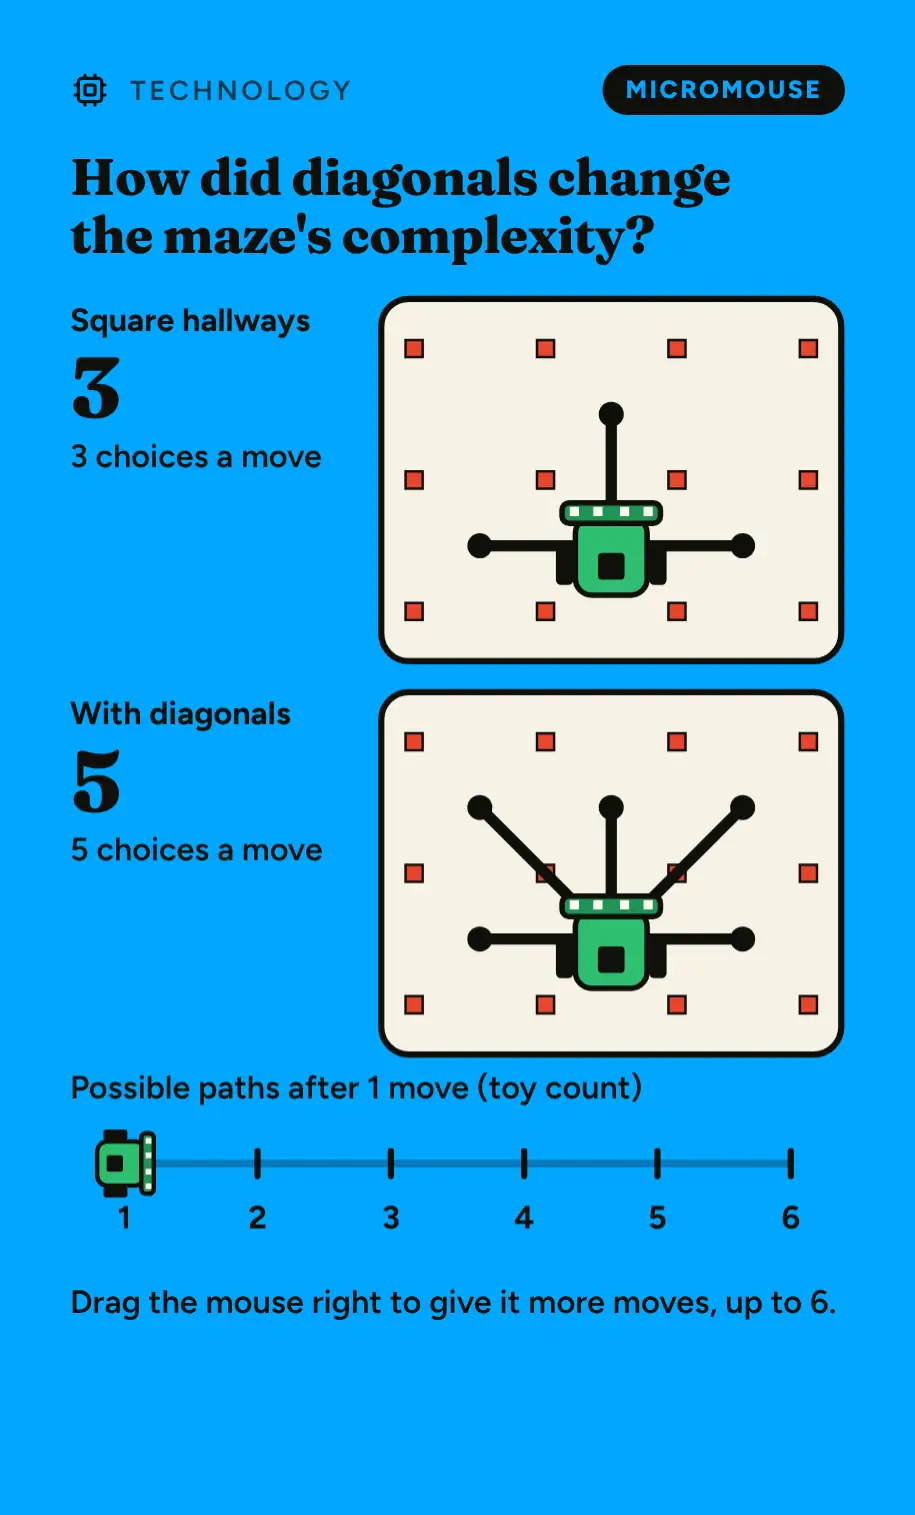 TECHNOLOGY
MICROMOUSE
How did diagonals change
the maze's complexity?
Square hallways
3
3 choices a move
With diagonals
5
5 choices a move
Possible paths after 1 move (toy count)
1 2 3 4 5 6
Drag the mouse right to give it more moves, up to 6.